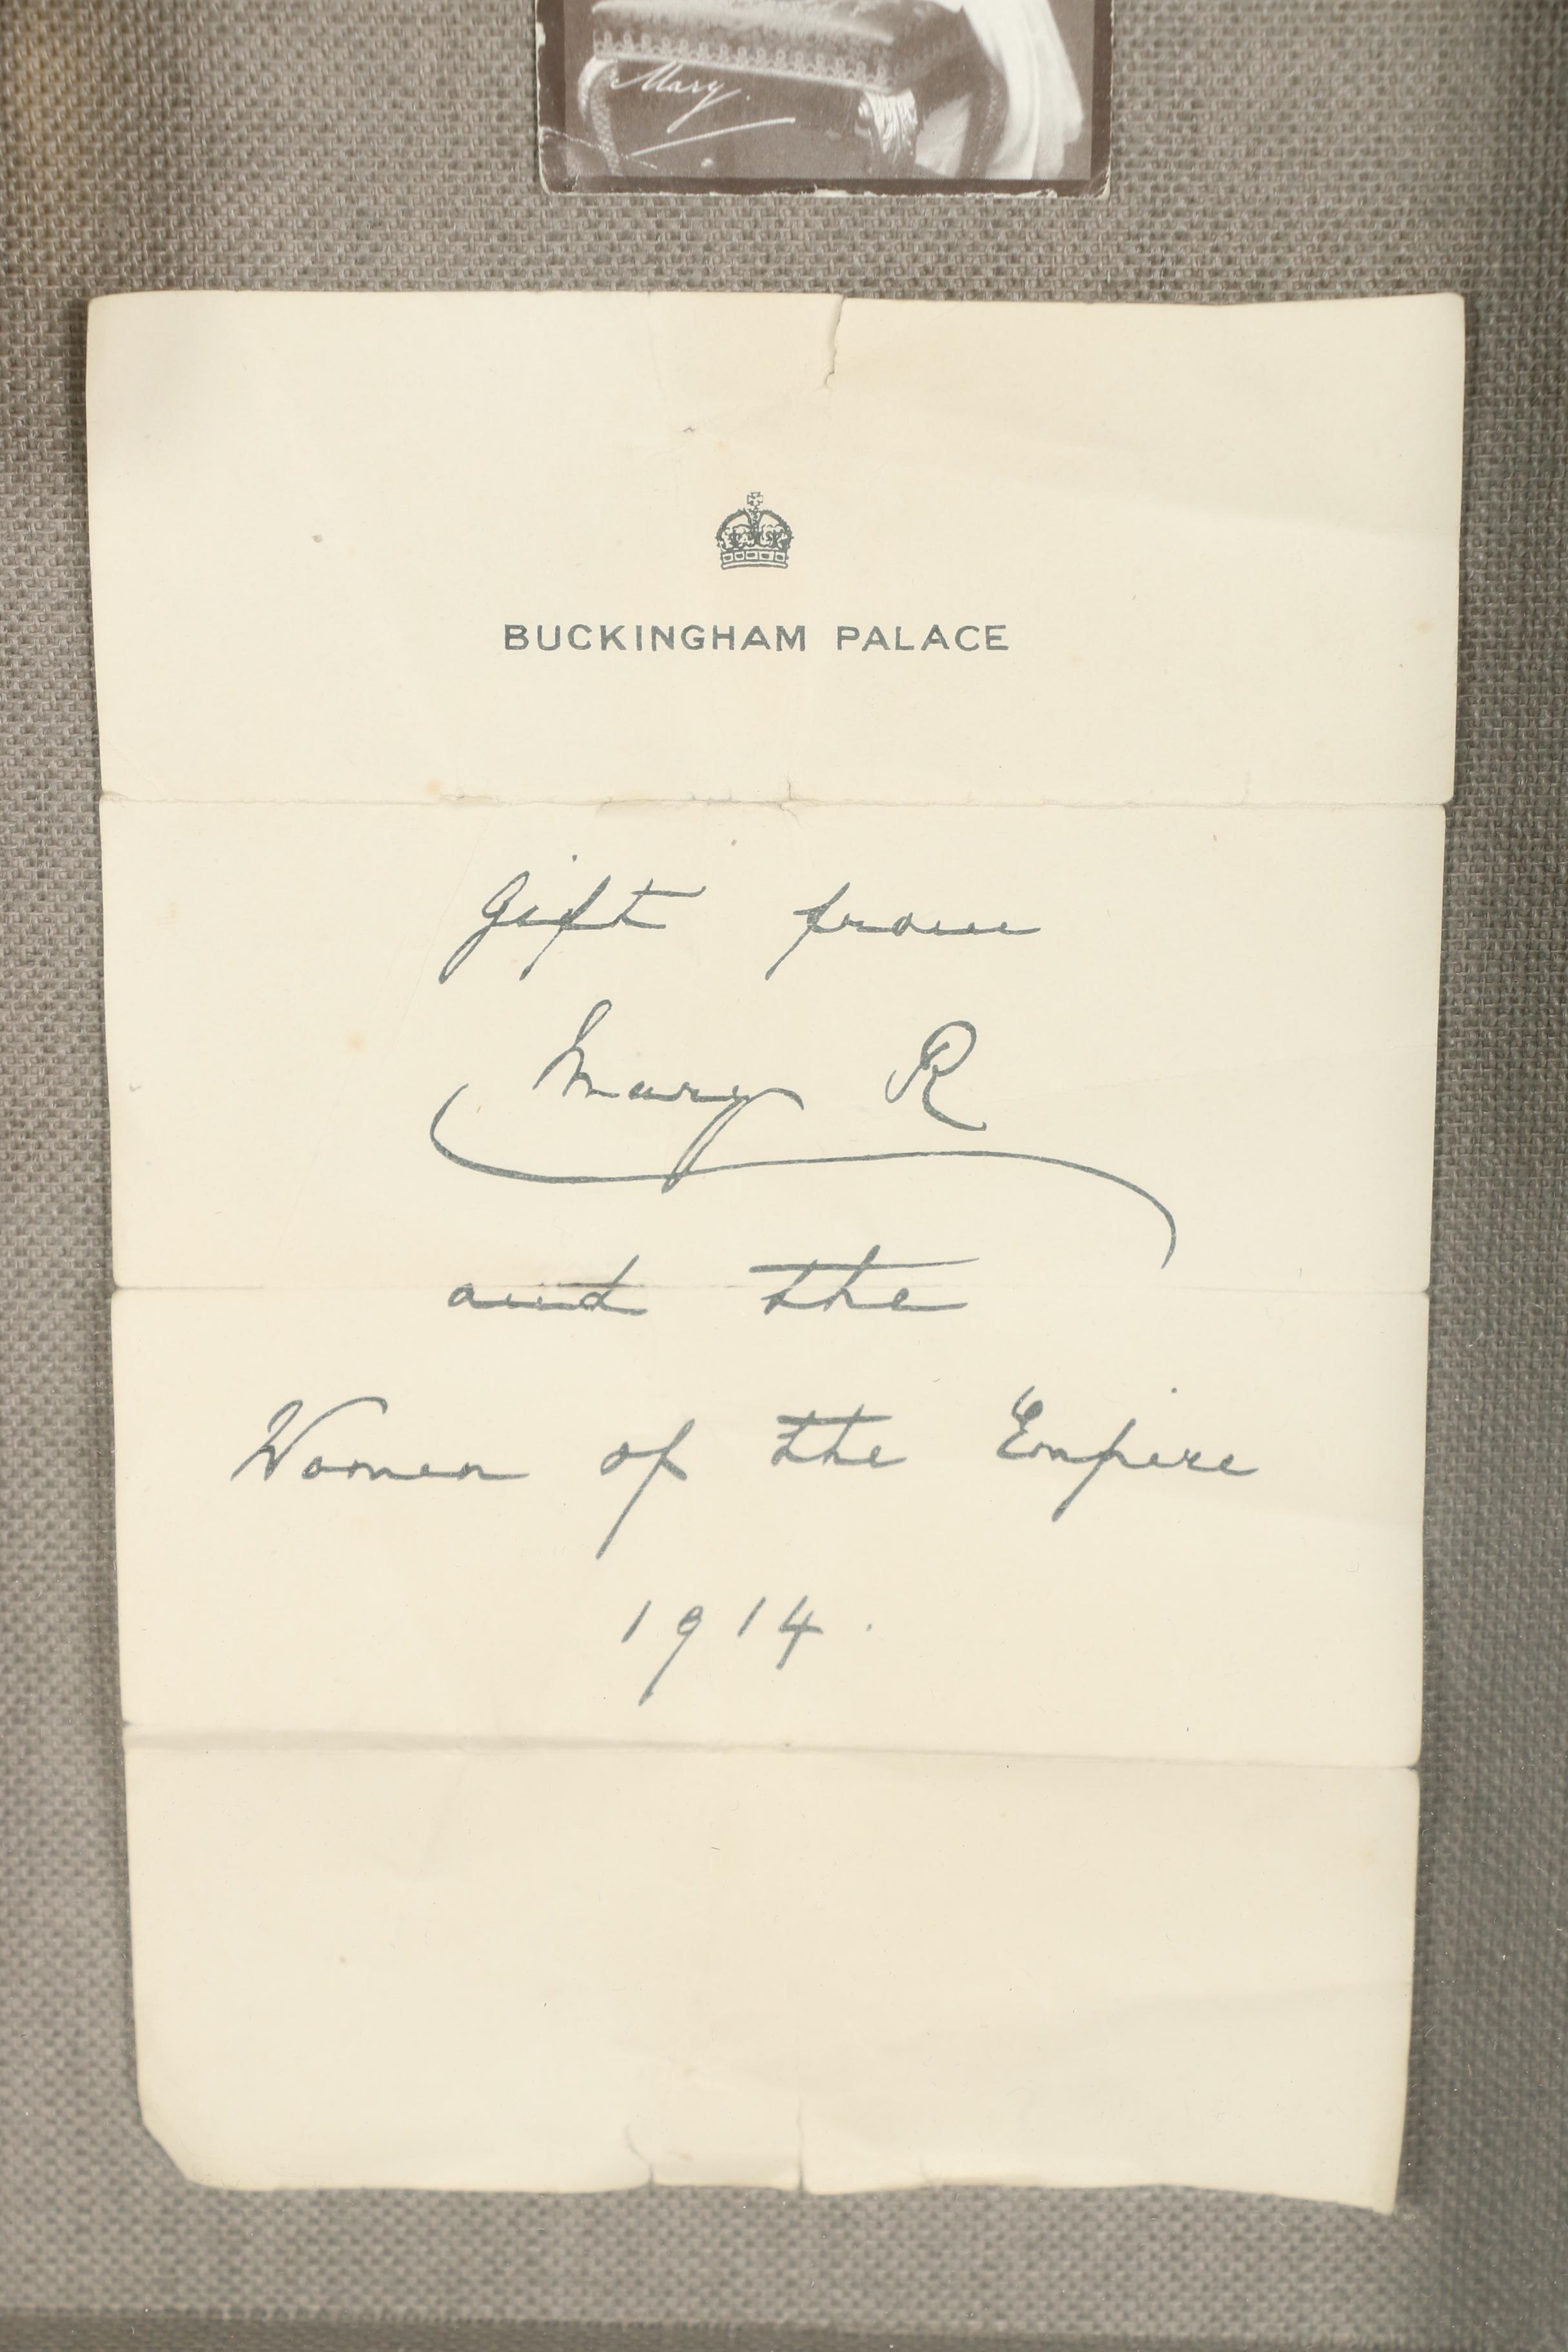 Mary
BUCKINGHAM PALACE
Gift from
Mary R
and the
Women of the Empire
1914.